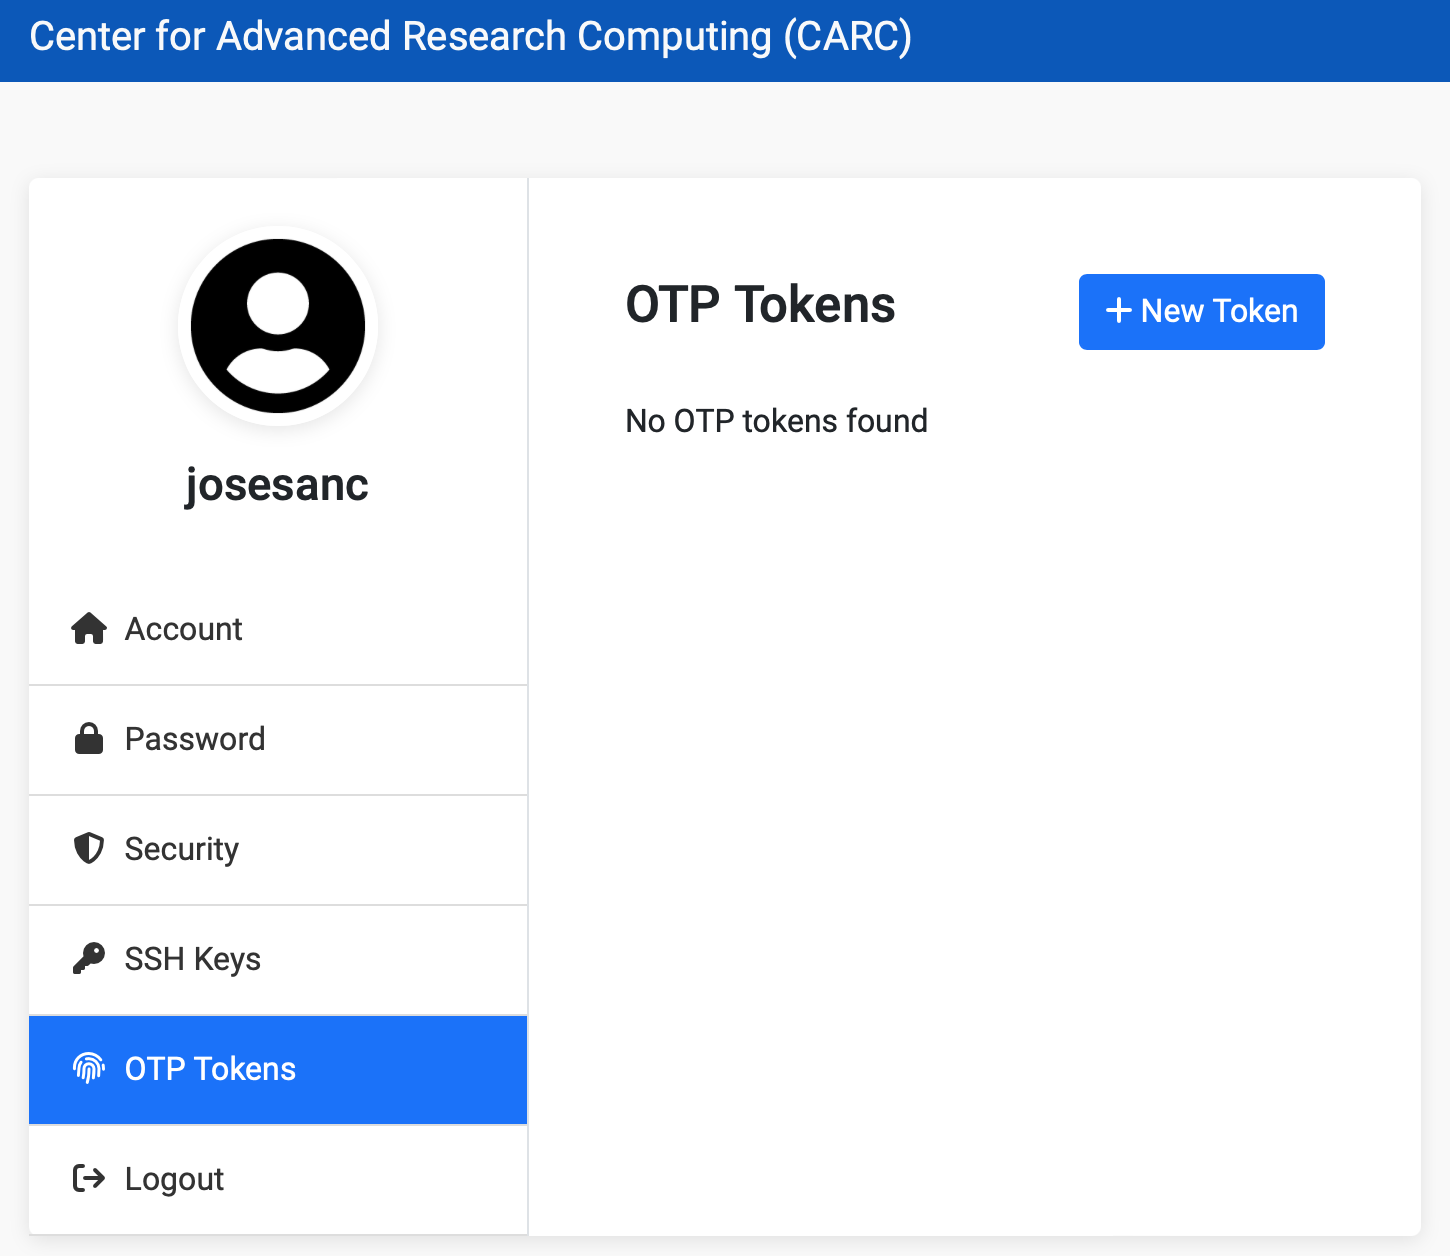 Center for Advanced Research Computing (CARC)
josesanc
Account
Password
Security
SSH Keys
OTP Tokens
Logout
OTP Tokens
New Token
No OTP tokens found